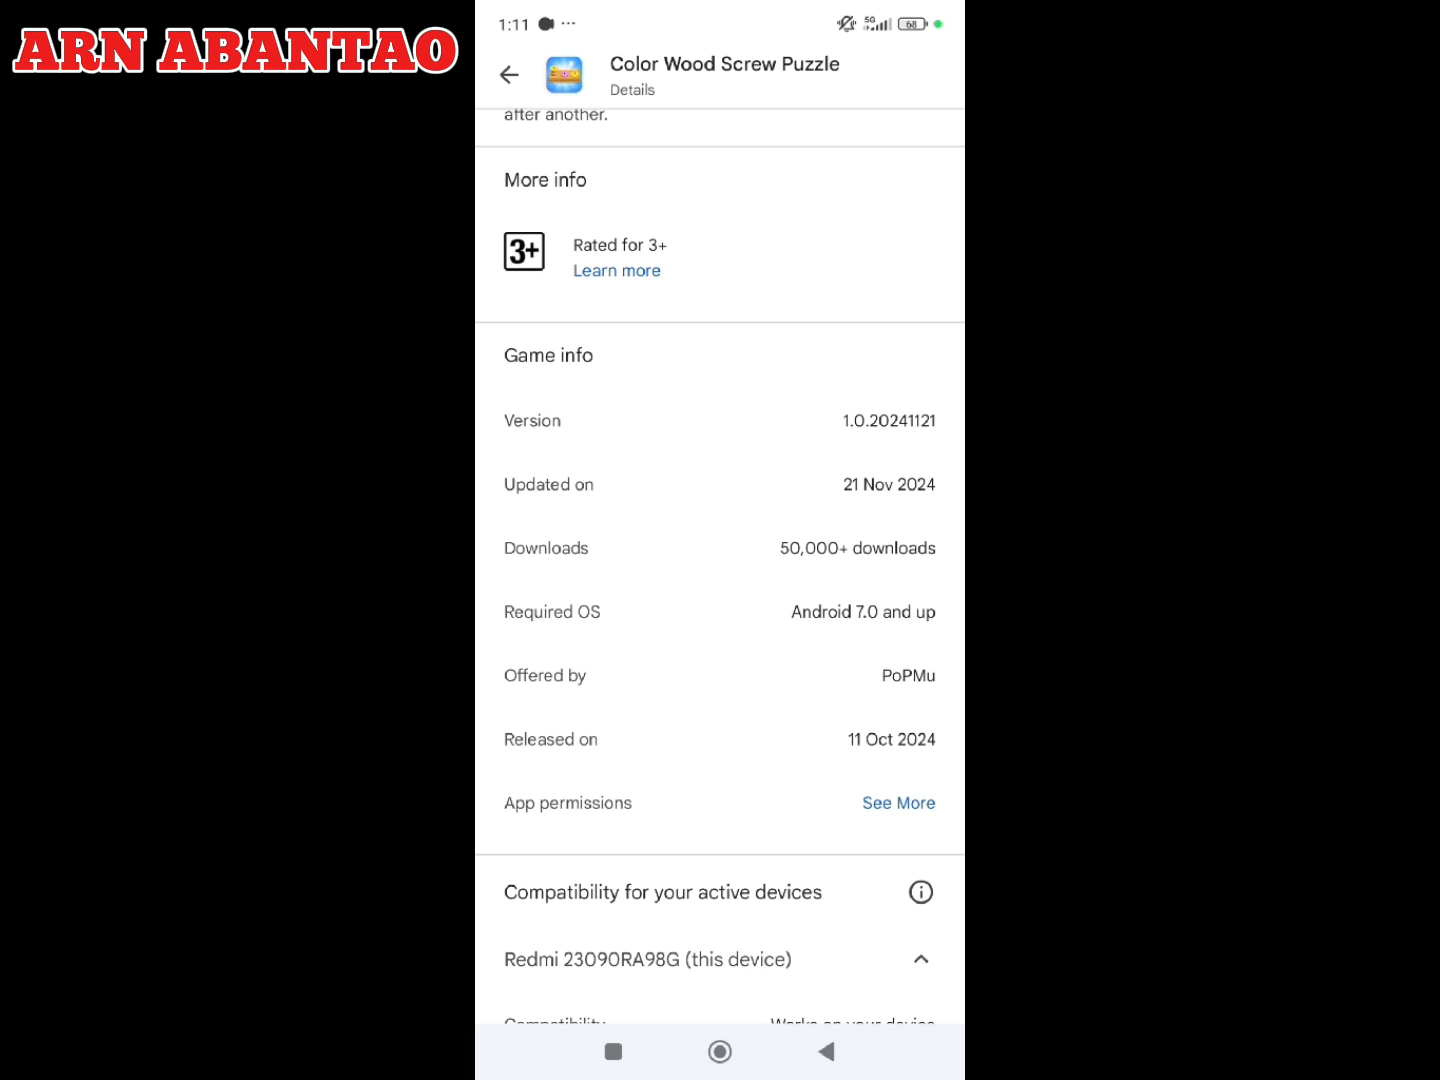 ARN ABANTAO
1:11
5G
68
Color Wood Screw Puzzle
Details
after another.
More info
3+
Rated for 3+
Learn more
Game info
Version 1.0.20241121
Updated on 21 Nov 2024
Downloads 50,000+ downloads
Required OS Android 7.0 and up
Offered by PoPMu
Released on 11 Oct 2024
App permissions See More
Compatibility for your active devices
Redmi 23090RA98G (this device)
Compatibility Works on your device